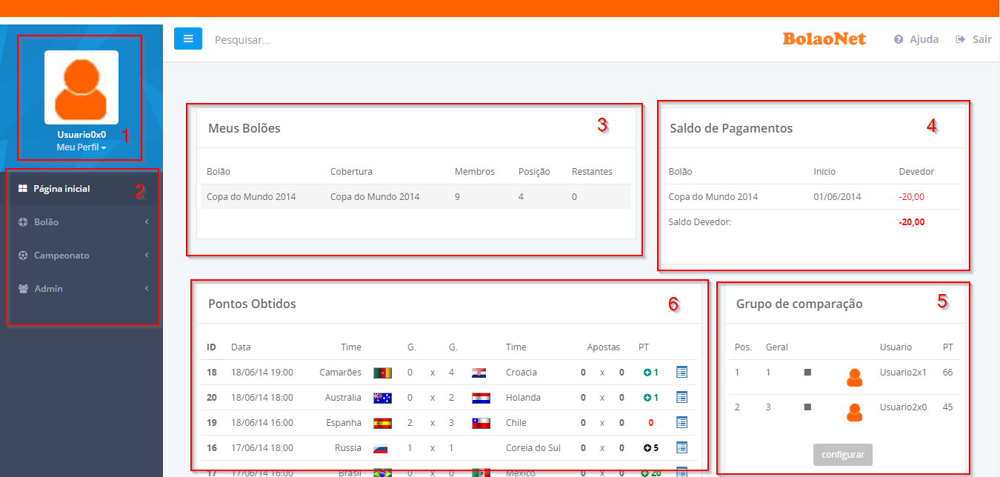 Pesquisar...
BolaoNet
Ajuda
Sair
Usuario0x0
1
Meu Perfil
2
Página inicial
Bolão
Campeonato
Admin
Meus Bolões
3
Bolão Cobertura Membros Posição Restantes
Copa do Mundo 2014 Copa do Mundo 2014 9 4 0
Saldo de Pagamentos
4
Bolão Início Devedor
Copa do Mundo 2014 01/06/2014 -20,00
Saldo Devedor: -20,00
Pontos Obtidos
6
ID Data Time G. G. Time Apostas PT
18 18/06/14 19:00 Camarões 0 x 4 Croácia 0 x 0 1
20 18/06/14 18:00 Austrália 0 x 2 Holanda 0 x 0 1
19 18/06/14 16:00 Espanha 2 x 3 Chile 0 x 0 0
16 17/06/14 18:00 Rússia 1 x 1 Coreia do Sul 0 x 0 5
17 17/06/14 16:00 Brasil 0 x 0 México 0 x 0 20
Grupo de comparação
5
Pos. Geral Usuário PT
1 1 Usuario2x1 66
2 3 Usuario2x0 45
configurar